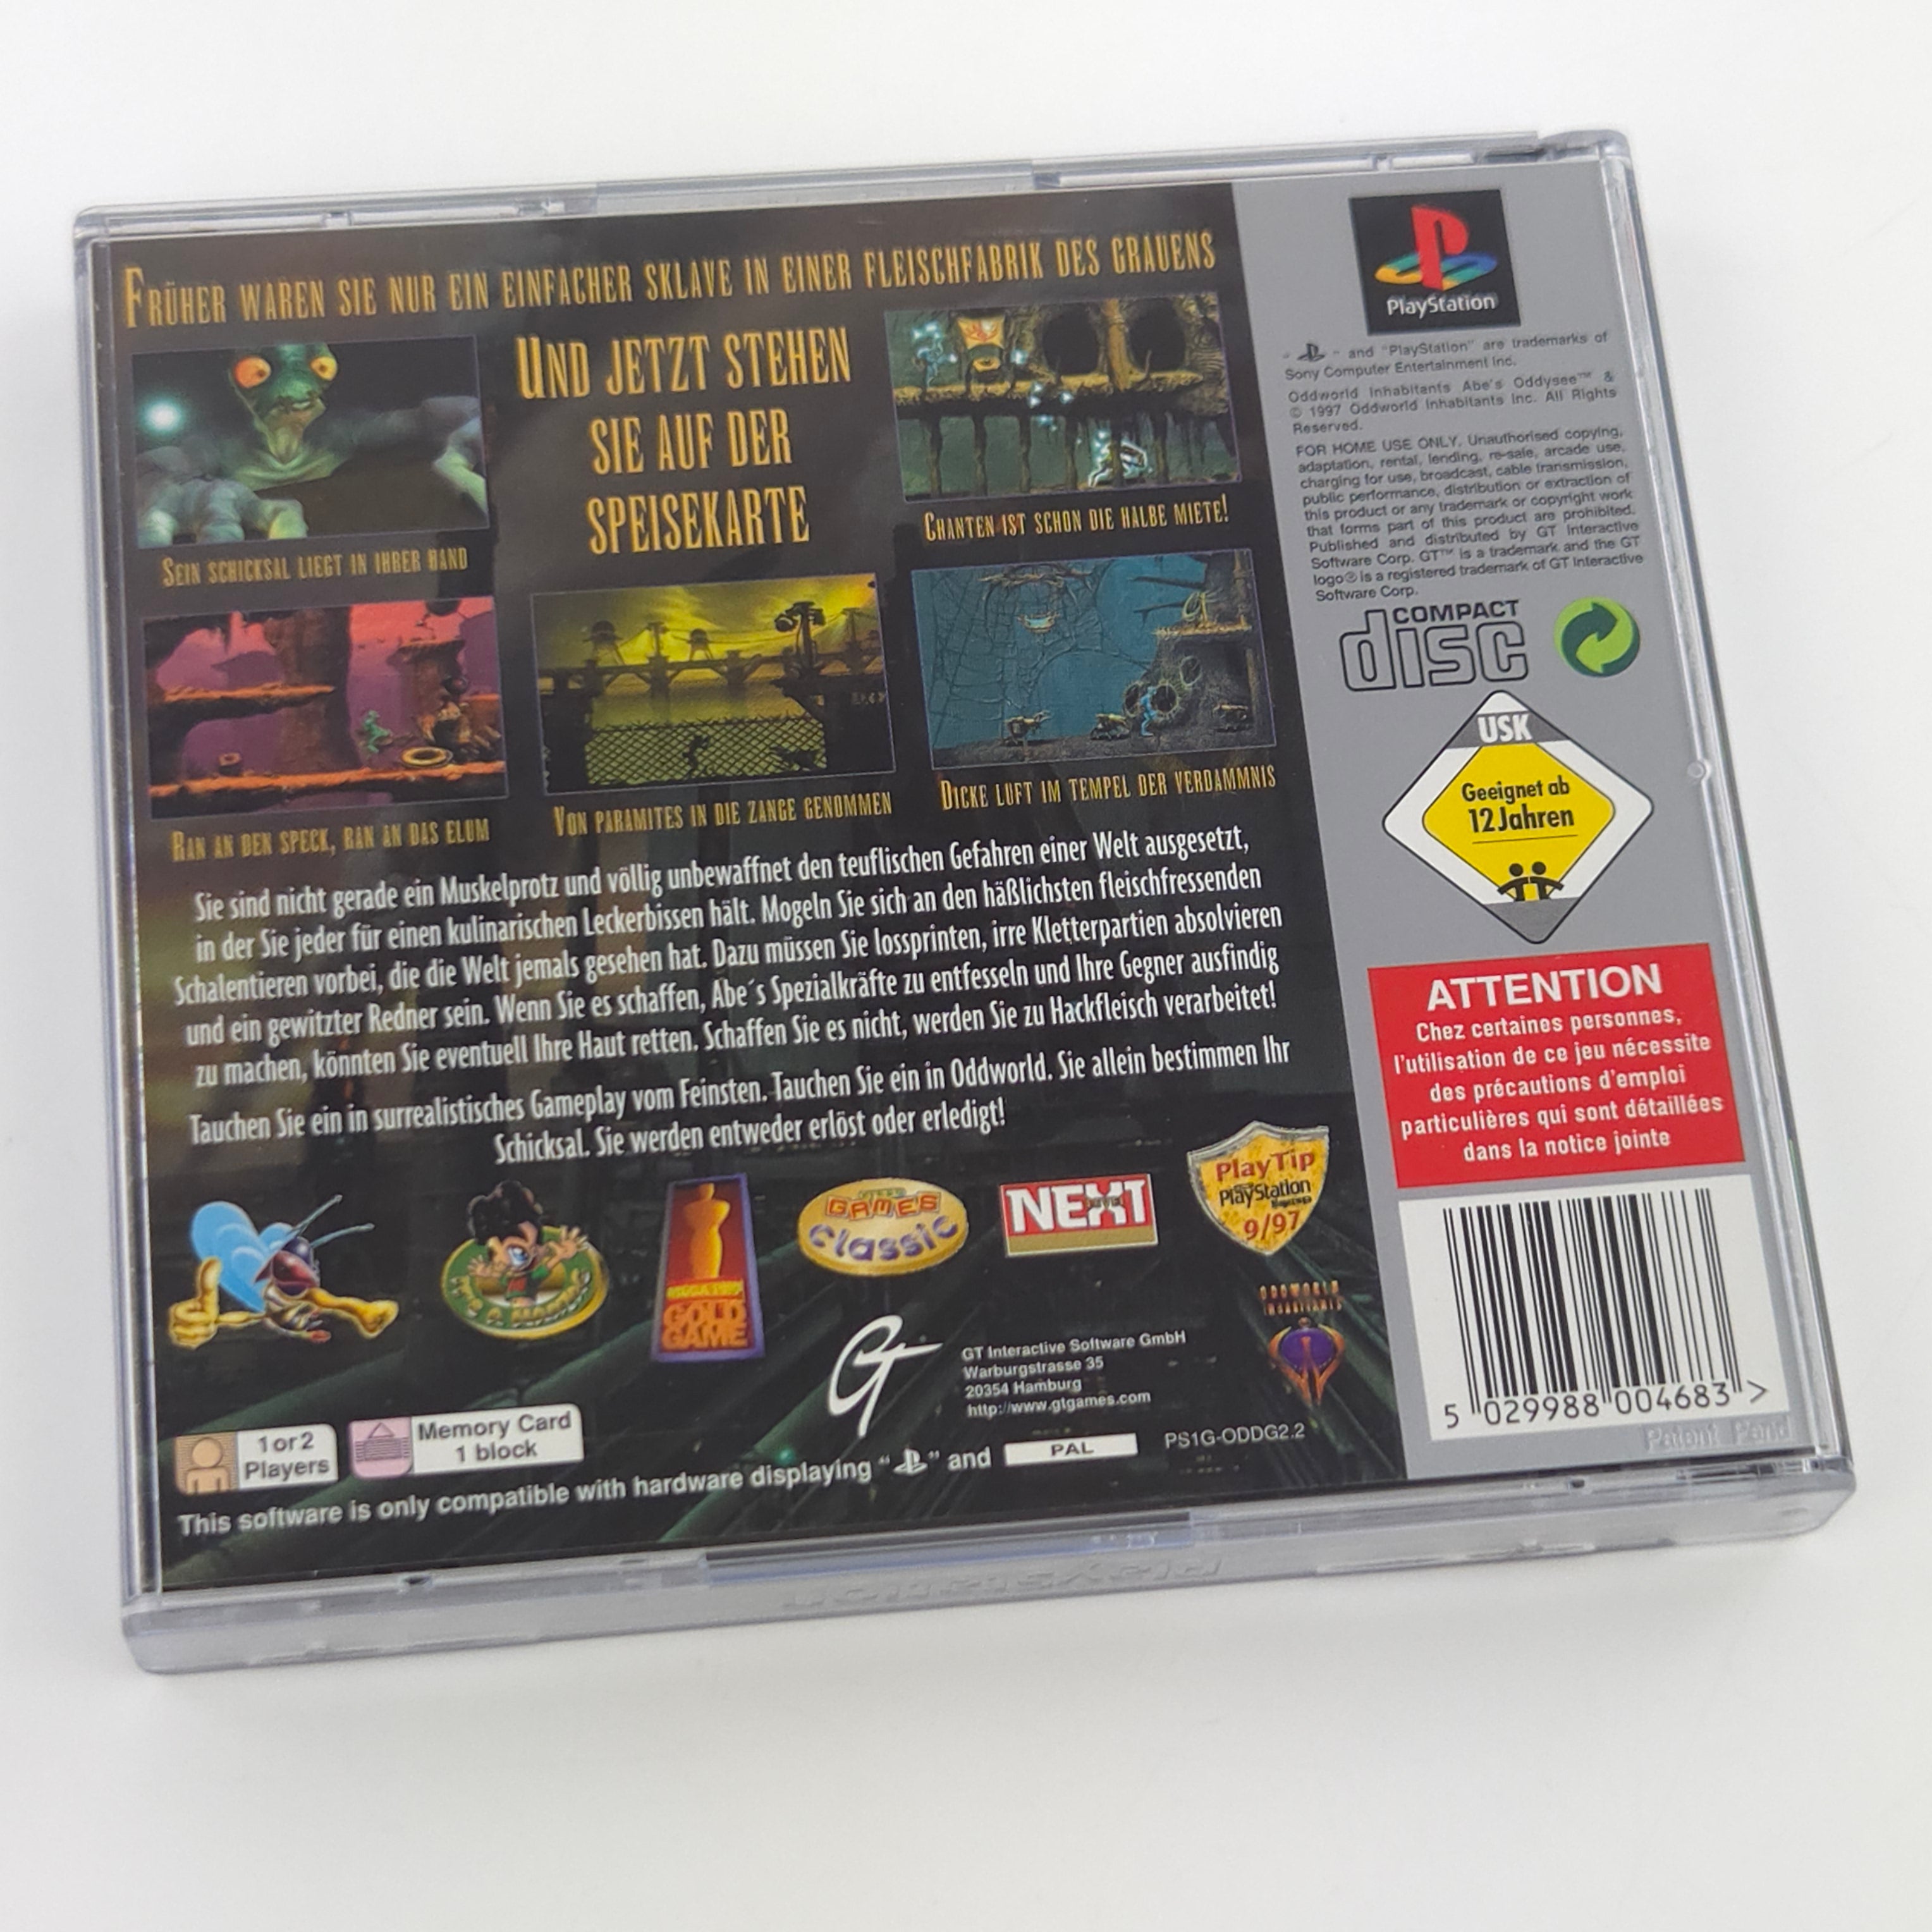 FRÜHER WAREN SIE NUR EIN EINFACHER SKLAVE IN EINER FLEISCHFABRIK DES GRAUENS
UND JETZT STEHEN
SIE AUF DER
SPEISEKARTE
SEIN SCHICKSAL LIEGT IN IHRER HAND
CHANTEN IST SCHON DIE HALBE MIETE!
RAN AN DEN SPECK, RAN AN DAS ELUM
VON PARAMITES IN DIE ZANGE GENOMMEN
DICKE LUFT IM TEMPEL DER VERDAMMNIS
Sie sind nicht gerade ein Muskelprotz und völlig unbewaffnet den teuflischen Gefahren einer Welt ausgesetzt,
in der Sie jeder für einen kulinarischen Leckerbissen hält. Mogeln Sie sich an den häßlichsten fleischfressenden
Schalentieren vorbei, die die Welt jemals gesehen hat. Dazu müssen Sie lossprinten, irre Kletterpartien absolvieren
und ein gewitzter Redner sein. Wenn Sie es schaffen, Abe´s Spezialkräfte zu entfesseln und Ihre Gegner ausfindig
zu machen, könnten Sie eventuell Ihre Haut retten. Schaffen Sie es nicht, werden Sie zu Hackfleisch verarbeitet!
Tauchen Sie ein in surrealistisches Gameplay vom Feinsten. Tauchen Sie ein in Oddworld. Sie allein bestimmen Ihr
Schicksal. Sie werden entweder erlöst oder erledigt!
GOLD
GAME
GAMES
classic
NEXT
PlayTip
PlayStation
9/97
ODDWORLD
INHABITANTS
GT
GT Interactive Software GmbH
Warburgstrasse 35
20354 Hamburg
http://www.gtgames.com
1 or 2
Players
Memory Card
1 block
This software is only compatible with hardware displaying “ ” and PAL
PS1G-ODDG2.2
PlayStation
“ ” and “PlayStation” are trademarks of
Sony Computer Entertainment Inc.
Oddworld Inhabitants Abe's Oddysee™ &
© 1997 Oddworld Inhabitants Inc. All Rights
Reserved.
FOR HOME USE ONLY. Unauthorised copying,
adaptation, rental, lending, re-sale, arcade use,
charging for use, broadcast, cable transmission,
public performance, distribution or extraction of
this product or any trademark or copyright work
that forms part of this product are prohibited.
Published and distributed by GT Interactive
Software Corp. GT™ is a trademark and the GT
logo® is a registered trademark of GT Interactive
Software Corp.
COMPACT
disc
USK
Geeignet ab
12 Jahren
ATTENTION
Chez certaines personnes,
l'utilisation de ce jeu nécessite
des précautions d'emploi
particulières qui sont détaillées
dans la notice jointe
5 029988 004683 >
Patent Pend
PlayStation